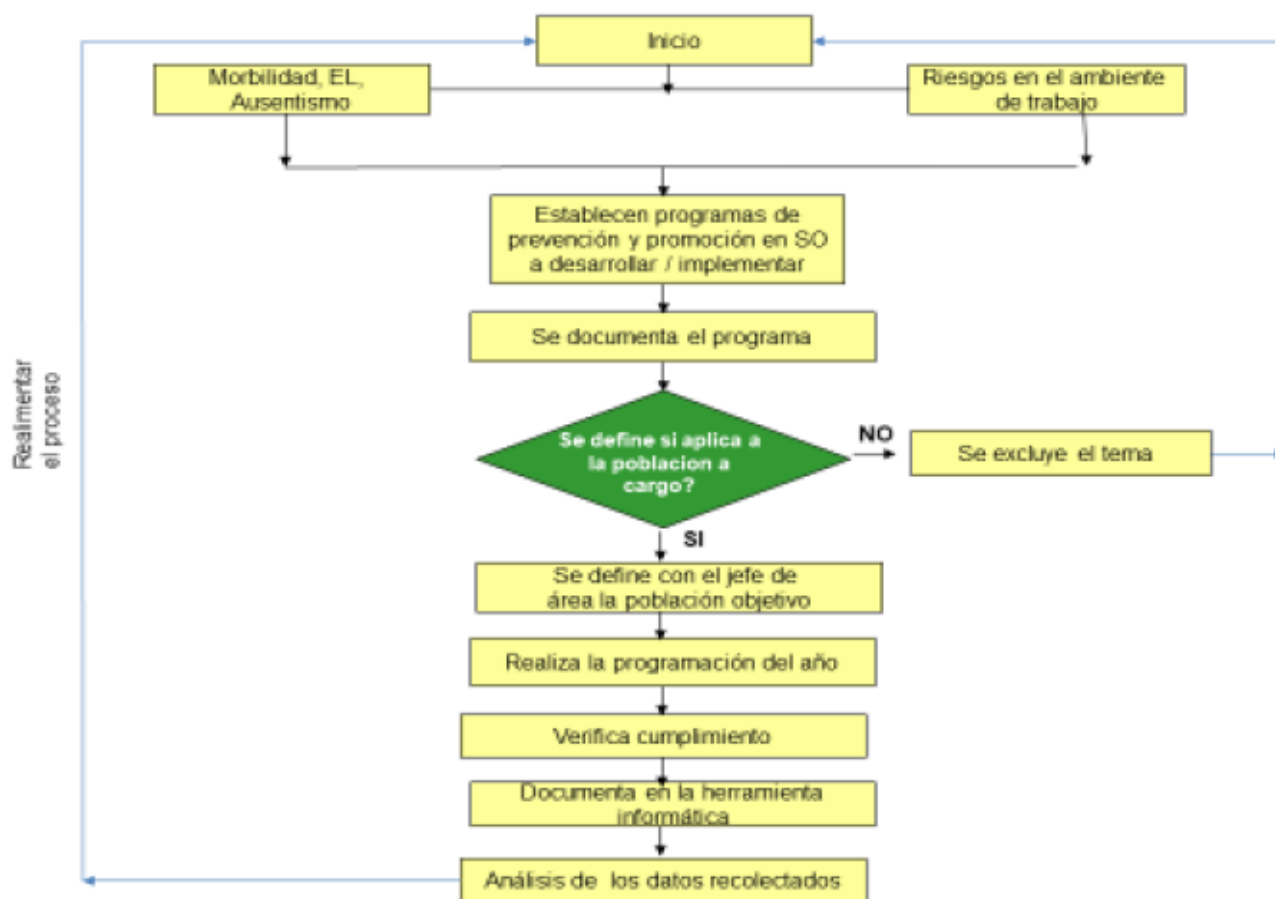 Inicio
Morbilidad, EL,
Ausentismo
Riesgos en el ambiente
de trabajo
Establecen programas de
prevención y promoción en SO
a desarrollar / implementar
Se documenta el programa
Realimentar
el proceso
Se define si aplica a
la poblacion a
cargo?
NO
Se excluye el tema
SI
Se define con el jefe de
área la población objetivo
Realiza la programación del año
Verifica cumplimiento
Documenta en la herramienta
informática
Análisis de los datos recolectados